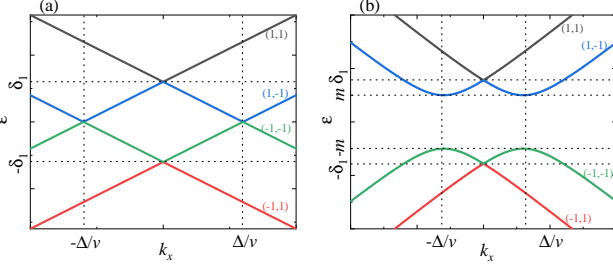 (a)
(1,1)
δ₁
(1,-1)
ε
(-1,-1)
-δ₁
(-1,1)
-Δ/ν
kₓ
Δ/ν
(b)
(1,1)
δ₁
m
(1,-1)
ε
-m
-δ₁
(-1,-1)
(-1,1)
-Δ/ν
kₓ
Δ/ν